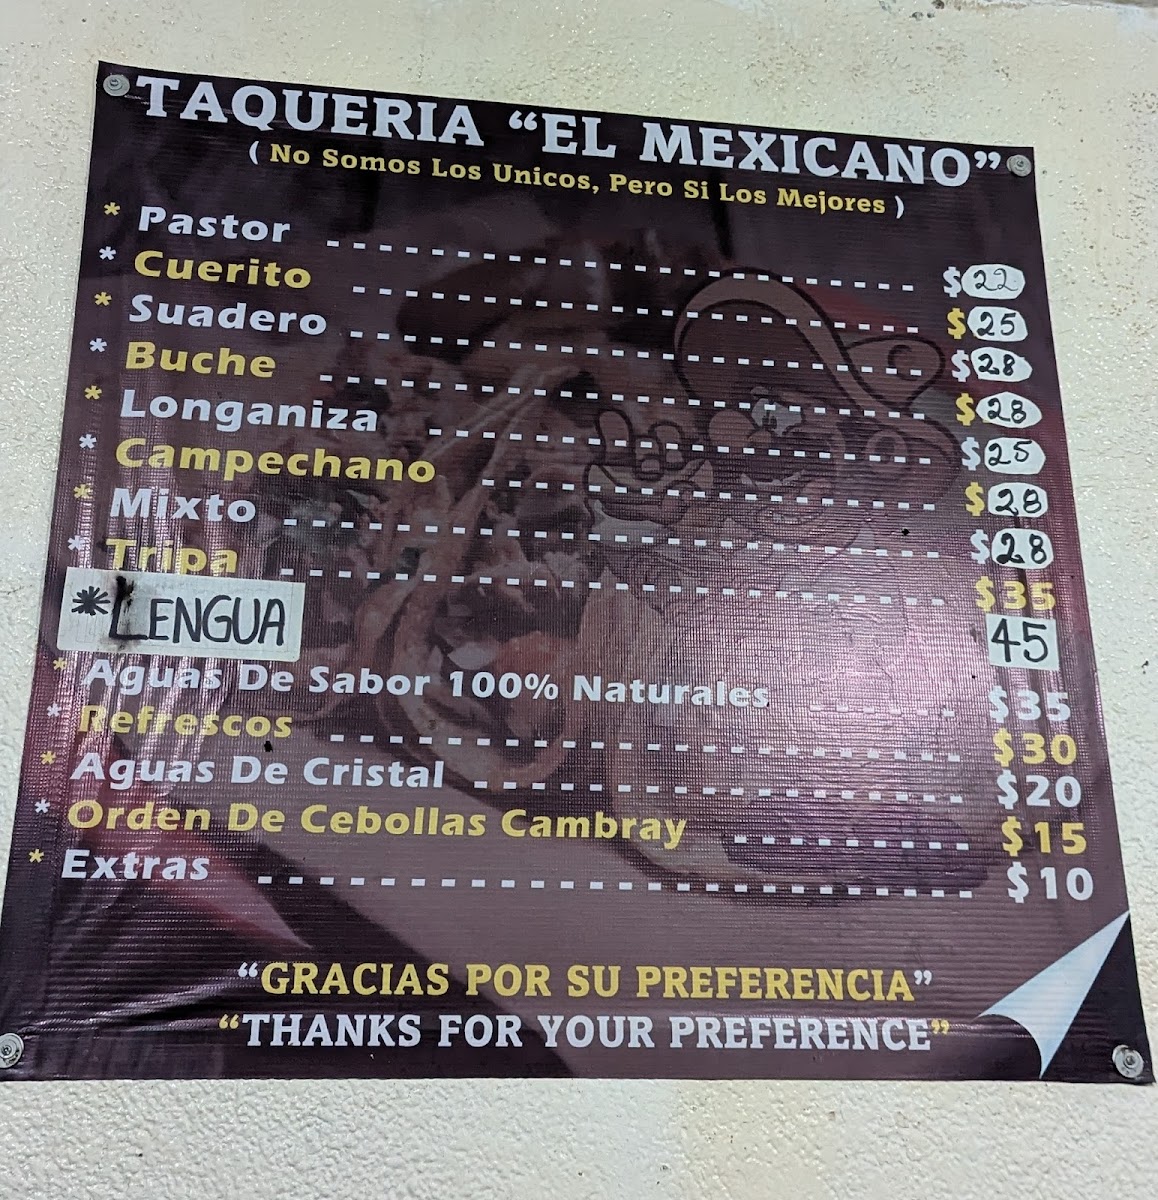 TAQUERIA “EL MEXICANO”
( No Somos Los Unicos, Pero Si Los Mejores )
* Pastor $22
* Cuerito $25
* Suadero $28
* Buche $28
* Longaniza $25
* Campechano $28
* Mixto $28
* Tripa $35
*LENGUA 45
* Aguas De Sabor 100% Naturales $35
* Refrescos $30
* Aguas De Cristal $20
* Orden De Cebollas Cambray $15
* Extras $10
“GRACIAS POR SU PREFERENCIA”
“THANKS FOR YOUR PREFERENCE”